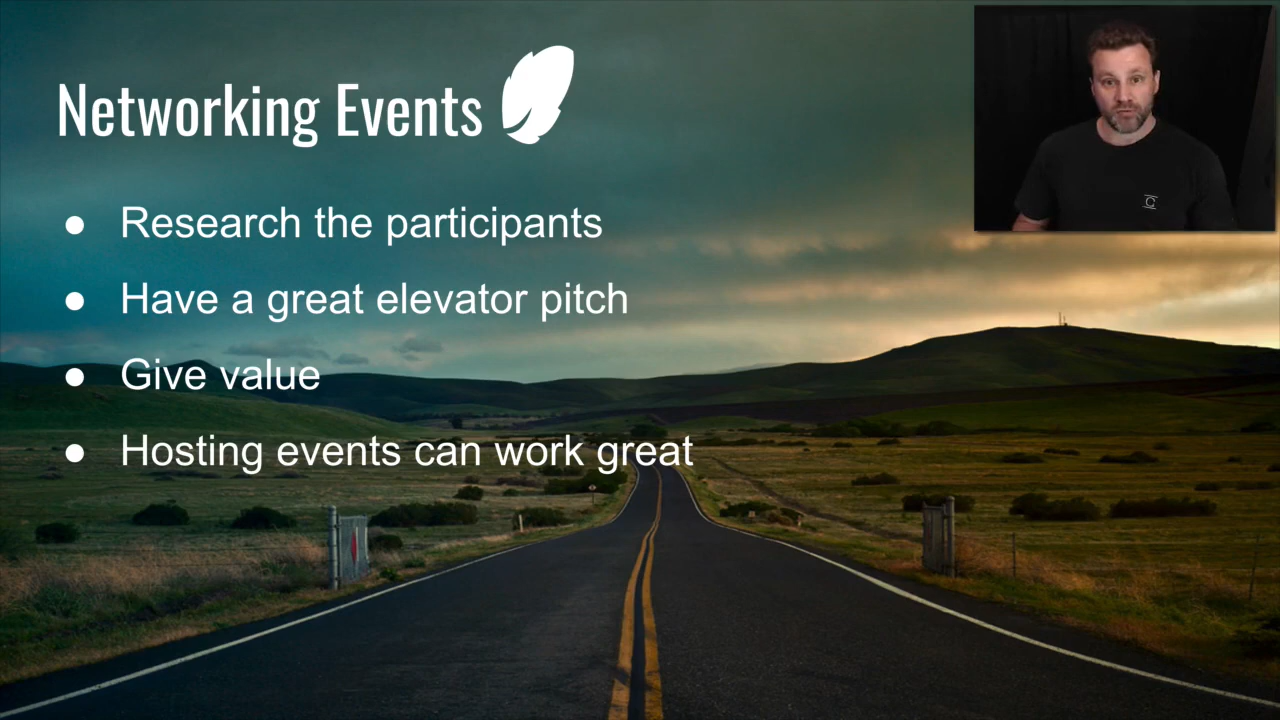 Networking Events
● Research the participants
● Have a great elevator pitch
● Give value
● Hosting events can work great